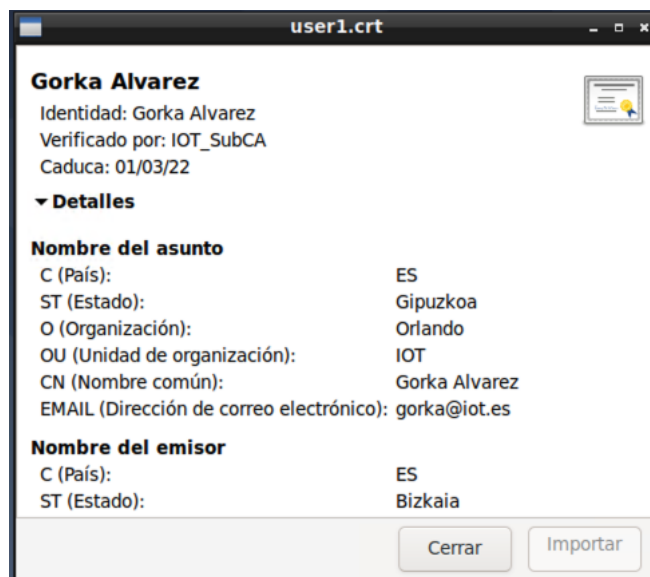 user1.crt
Gorka Alvarez
Identidad: Gorka Alvarez
Verificado por: IOT_SubCA
Caduca: 01/03/22
Detalles
Nombre del asunto
C (País): ES
ST (Estado): Gipuzkoa
O (Organización): Orlando
OU (Unidad de organización): IOT
CN (Nombre común): Gorka Alvarez
EMAIL (Dirección de correo electrónico): gorka@iot.es
Nombre del emisor
C (País): ES
ST (Estado): Bizkaia
Cerrar Importar